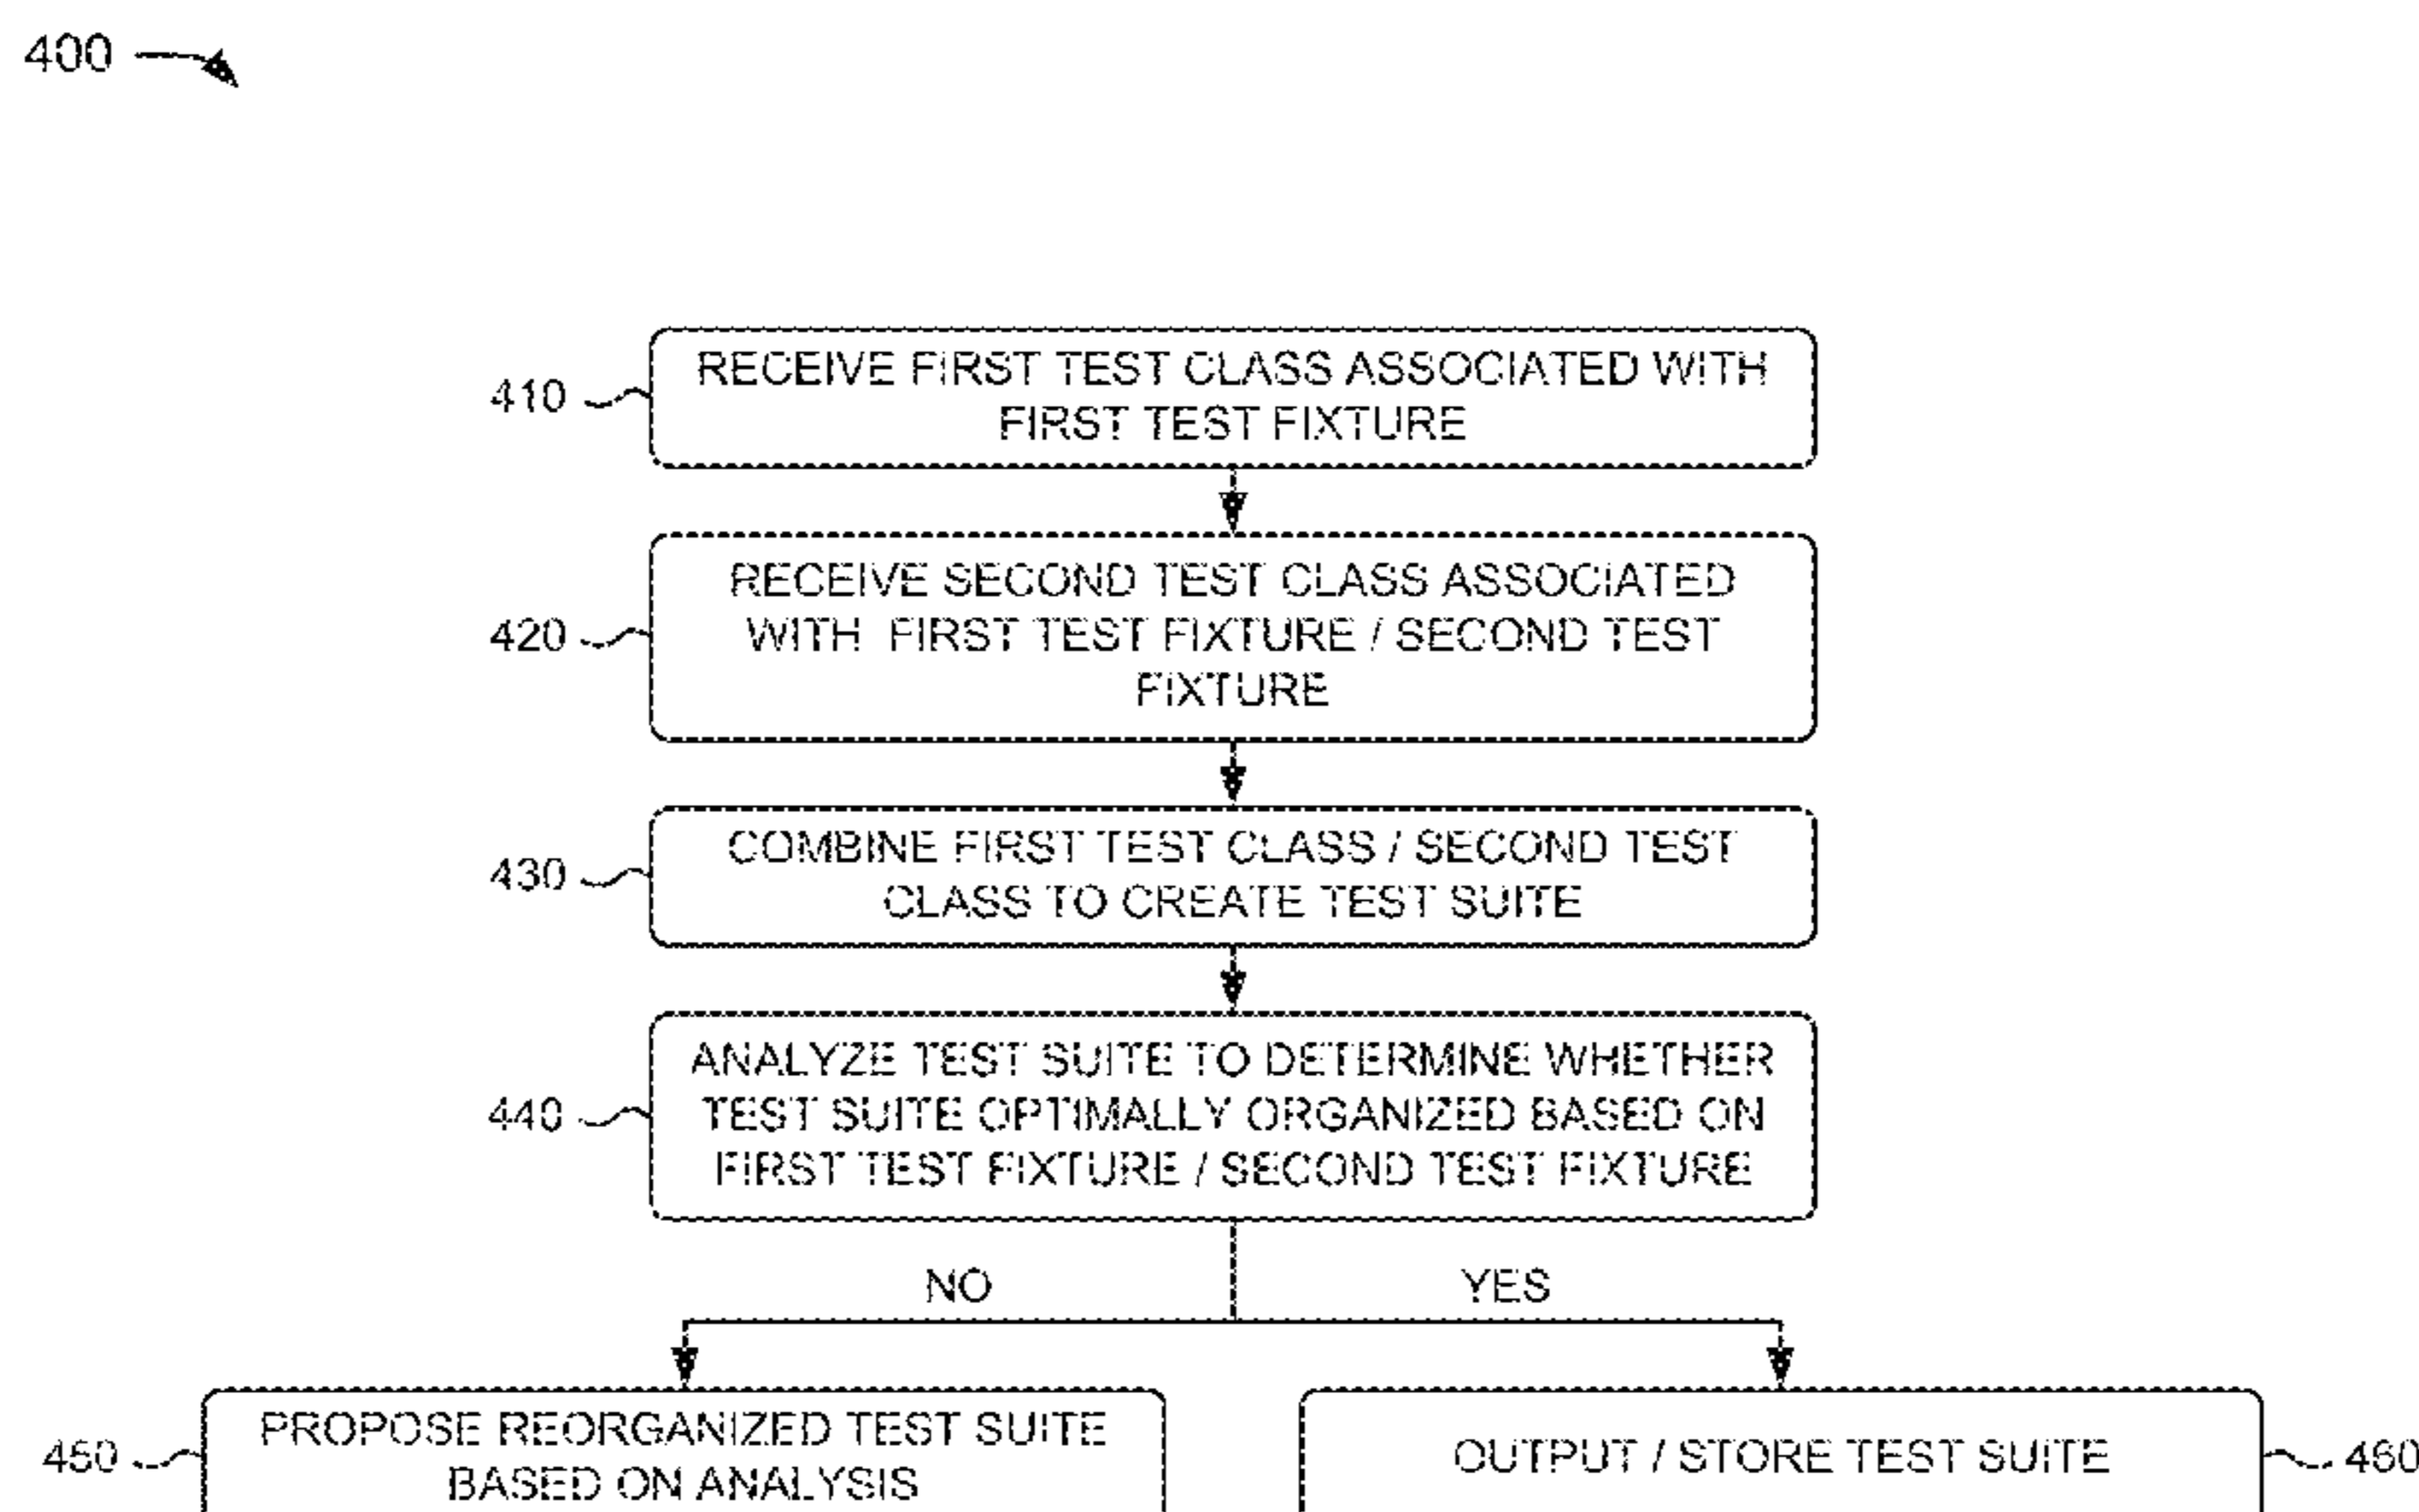 400
410
RECEIVE FIRST TEST CLASS ASSOCIATED WITH
FIRST TEST FIXTURE
420
RECEIVE SECOND TEST CLASS ASSOCIATED
WITH FIRST TEST FIXTURE / SECOND TEST
FIXTURE
430
COMBINE FIRST TEST CLASS / SECOND TEST
CLASS TO CREATE TEST SUITE
440
ANALYZE TEST SUITE TO DETERMINE WHETHER
TEST SUITE OPTIMALLY ORGANIZED BASED ON
FIRST TEST FIXTURE / SECOND TEST FIXTURE
NO
YES
450
PROPOSE REORGANIZED TEST SUITE
BASED ON ANALYSIS
OUTPUT / STORE TEST SUITE
460